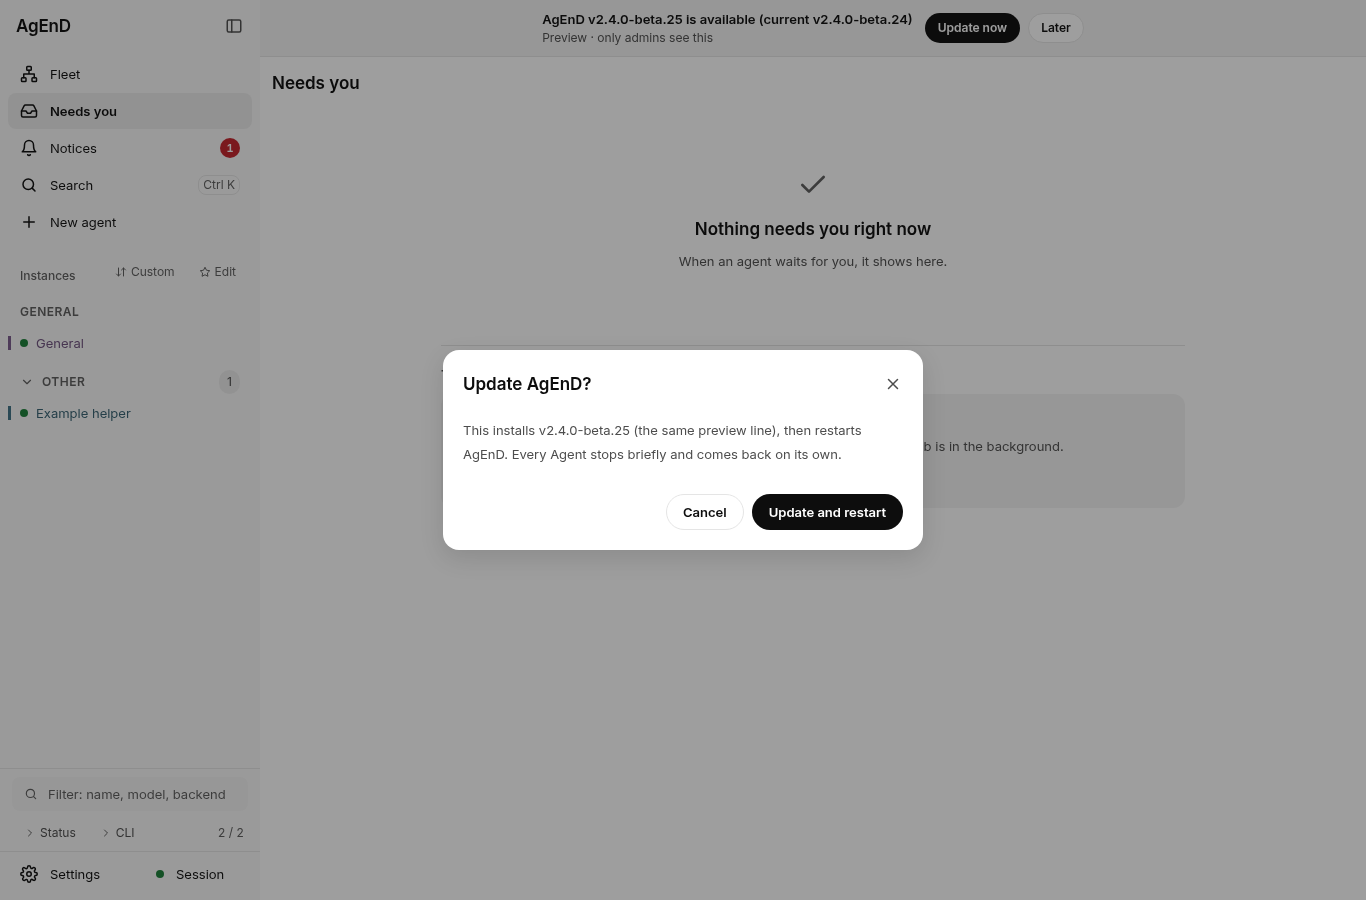 AgEnD
Fleet
Needs you
Notices
1
Search
Ctrl K
New agent
Instances
Custom
Edit
GENERAL
General
OTHER
1
Example helper
Filter: name, model, backend
Status
CLI
2 / 2
Settings
Session
AgEnD v2.4.0-beta.25 is available (current v2.4.0-beta.24)
Preview · only admins see this
Update now
Later
Needs you
Nothing needs you right now
When an agent waits for you, it shows here.
is in the background.
Update AgEnD?
This installs v2.4.0-beta.25 (the same preview line), then restarts
AgEnD. Every Agent stops briefly and comes back on its own.
Cancel
Update and restart